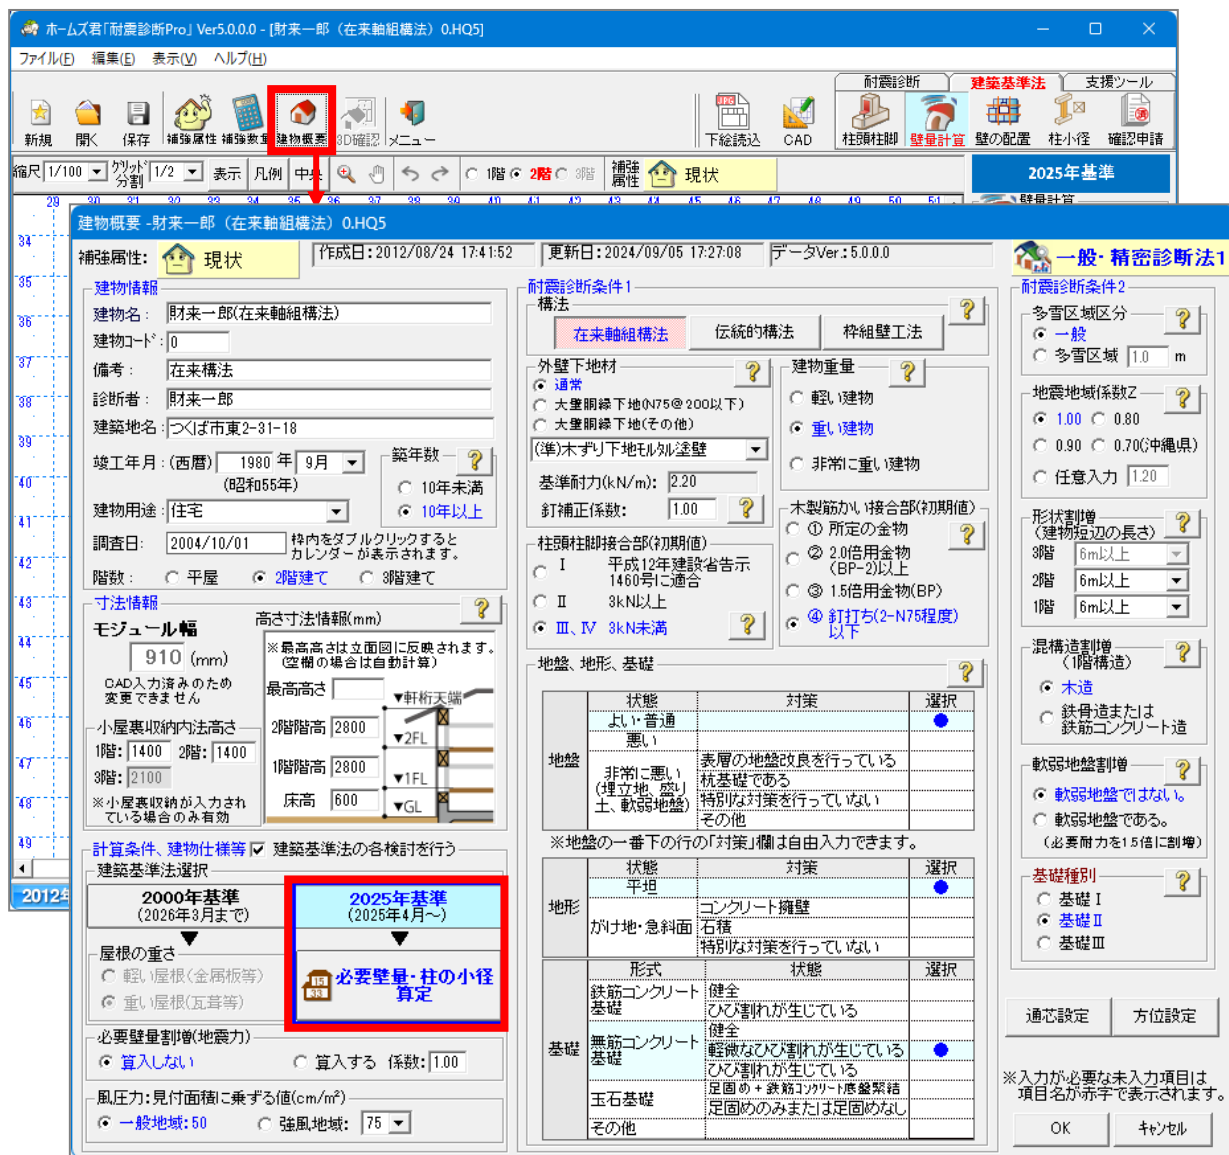 ホームズ君「耐震診断Pro」Ver5.0.0.0 - [財来一郎（在来軸組構法）0.HQ5]
ファイル(F) 編集(E) 表示(V) ヘルプ(H)
耐震診断 建築基準法 支援ツール
新規 開く 保存 補強属性 補強数量 建物概要 3D確認 メニュー 下絵読込 CAD 柱頭柱脚 壁量計算 壁の配置 柱小径 確認申請
縮尺 1/100 グリッド分割 1/2 表示 凡例 中央 1階 2階 3階 補強属性 現状 2025年基準
29 30 31 32 33 34 35 36 37 38 39 40 41 42 43 44 45 46 47 48 49 50 51 壁量計算
建物概要 -財来一郎（在来軸組構法）0.HQ5
34
35
36
37
38
39
40
41
42
43
44
45
46
47
48
49
2012年
補強属性: 現状 作成日:2012/08/24 17:41:52 更新日:2024/09/05 17:27:08 データVer.:5.0.0.0 一般・精密診断法1
建物情報
建物名: 財来一郎(在来軸組構法)
建物コード: 0
備考: 在来構法
診断者: 財来一郎
建築地名: つくば市東2-31-18
竣工年月:(西暦) 1980 年 9月
(昭和55年)
築年数
10年未満
10年以上
建物用途: 住宅
調査日: 2004/10/01 枠内をダブルクリックすると
カレンダーが表示されます。
階数: 平屋 2階建て 3階建て
寸法情報
モジュール幅
910 (mm)
CAD入力済みのため
変更できません
小屋裏収納内法高さ
1階: 1400 2階: 1400
3階: 2100
※小屋裏収納が入力され
ている場合のみ有効
高さ寸法情報(mm)
※最高高さは立面図に反映されます。
(空欄の場合は自動計算)
最高高さ ▼軒桁天端
2階階高 2800 ▼2FL
1階階高 2800 ▼1FL
床高 600 ▼GL
計算条件、建物仕様等 建築基準法の各検討を行う
建築基準法選択
2000年基準
(2026年3月まで)
▼
2025年基準
(2025年4月～)
▼
屋根の重さ
軽い屋根(金属板等)
重い屋根(瓦葺等)
必要壁量・柱の小径
算定
必要壁量割増(地震力)
算入しない 算入する 係数: 1.00
風圧力:見付面積に乗ずる値(cm/㎡)
一般地域:50 強風地域: 75
耐震診断条件1
構法
在来軸組構法 伝統的構法 枠組壁工法
外壁下地材
通常
大壁胴縁下地(N75@200以下)
大壁胴縁下地(その他)
(準)木ずり下地モルタル塗壁
基準耐力(kN/m): 2.20
釘補正係数: 1.00
建物重量
軽い建物
重い建物
非常に重い建物
柱頭柱脚接合部(初期値)
Ⅰ 平成12年建設省告示
1460号に適合
Ⅱ 3kN以上
Ⅲ、Ⅳ 3kN未満
木製筋かい接合部(初期値)
① 所定の金物
② 2.0倍用金物
(BP-2)以上
③ 1.5倍用金物(BP)
④ 釘打ち(2-N75程度)
以下
地盤、地形、基礎
状態 対策 選択
地盤
よい・普通 ●
悪い
非常に悪い
(埋立地、盛り
土、軟弱地盤)
表層の地盤改良を行っている
杭基礎である
特別な対策を行っていない
その他
※地盤の一番下の行の「対策」欄は自由入力できます。
状態 対策 選択
地形
平坦 ●
がけ地・急斜面
コンクリート擁壁
石積
特別な対策を行っていない
形式 状態 選択
基礎
鉄筋コンクリート
基礎
健全
ひび割れが生じている
無筋コンクリート
基礎
健全
軽微なひび割れが生じている ●
ひび割れが生じている
玉石基礎
足固め＋鉄筋コンクリート底盤緊結
足固めのみまたは足固めなし
その他
耐震診断条件2
多雪区域区分
一般
多雪区域 1.0 m
地震地域係数Z
1.00 0.80
0.90 0.70(沖縄県)
任意入力 1.20
形状割増
(建物短辺の長さ)
3階 6m以上
2階 6m以上
1階 6m以上
混構造割増
(1階構造)
木造
鉄骨造または
鉄筋コンクリート造
軟弱地盤割増
軟弱地盤ではない。
軟弱地盤である。
(必要耐力を1.5倍に割増)
基礎種別
基礎Ⅰ
基礎Ⅱ
基礎Ⅲ
通芯設定 方位設定
※入力が必要な未入力項目は
項目名が赤字で表示されます。
OK キャンセル